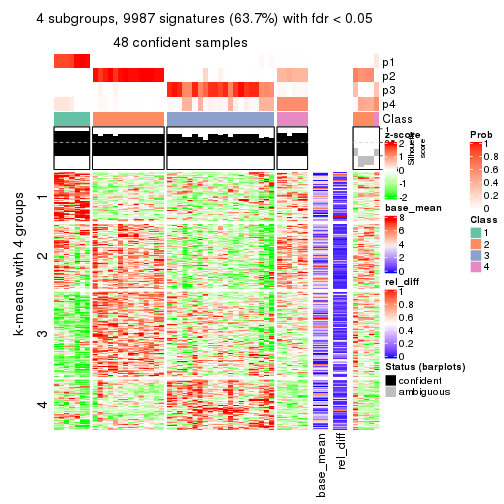 4 subgroups, 9987 signatures (63.7%) with fdr < 0.05
48 confident samples
p1
p2
p3
p4
Class
1
Silhouette
score
k-means with 4 groups
1
2
3
4
base_mean
rel_diff
z-score
2
1
0
-1
-2
base_mean
8
6
4
2
0
rel_diff
1
0.8
0.6
0.4
0.2
0
Status (barplots)
confident
ambiguous
Prob
1
0.8
0.6
0.4
0.2
0
Class
1
2
3
4